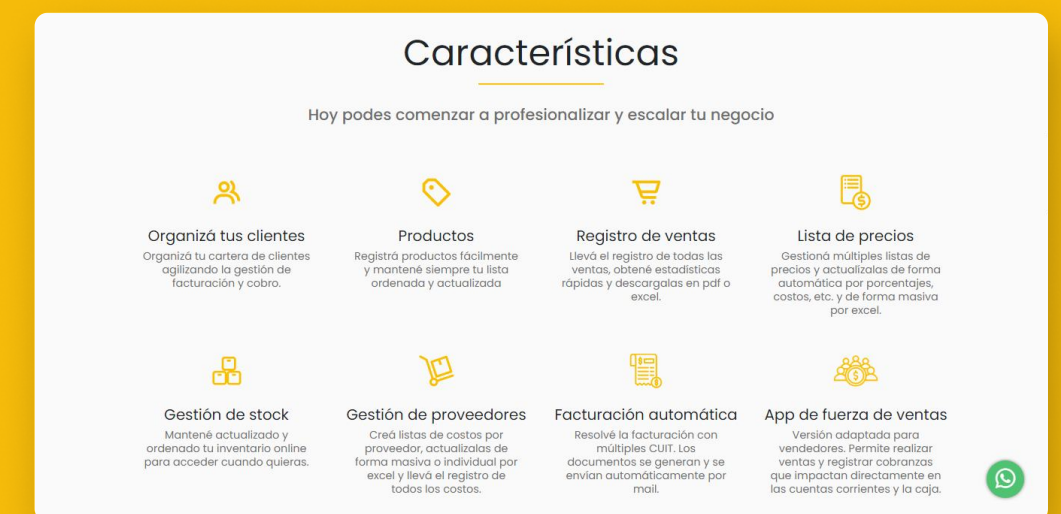 Características
Hoy podes comenzar a profesionalizar y escalar tu negocio
Organizá tus clientes
Organizá tu cartera de clientes
agilizando la gestión de
facturación y cobro.
Productos
Registrá productos fácilmente
y mantené siempre tu lista
ordenada y actualizada
Registro de ventas
Llevá el registro de todas las
ventas, obtené estadisticas
rápidas y descargalas en pdf o
excel.
Lista de precios
Gestioná múltiples listas de
precios y actualizalas de forma
automática por porcentajes,
costos, etc. y de forma masiva
por excel.
Gestión de stock
Mantené actualizado y
ordenado tu inventario online
para acceder cuando quieras.
Gestión de proveedores
Creá listas de costos por
proveedor, actualizalas de
forma masiva o individual por
excel y llevá el registro de
todos los costos.
Facturación automática
Resolvé la facturación con
múltiples CUIT. Los
documentos se generan y se
envían automáticamente por
mail.
App de fuerza de ventas
Versión adaptada para
vendedores. Permite realizar
ventas y registrar cobranzas
que impactan directamente en
las cuentas corrientes y la caja.